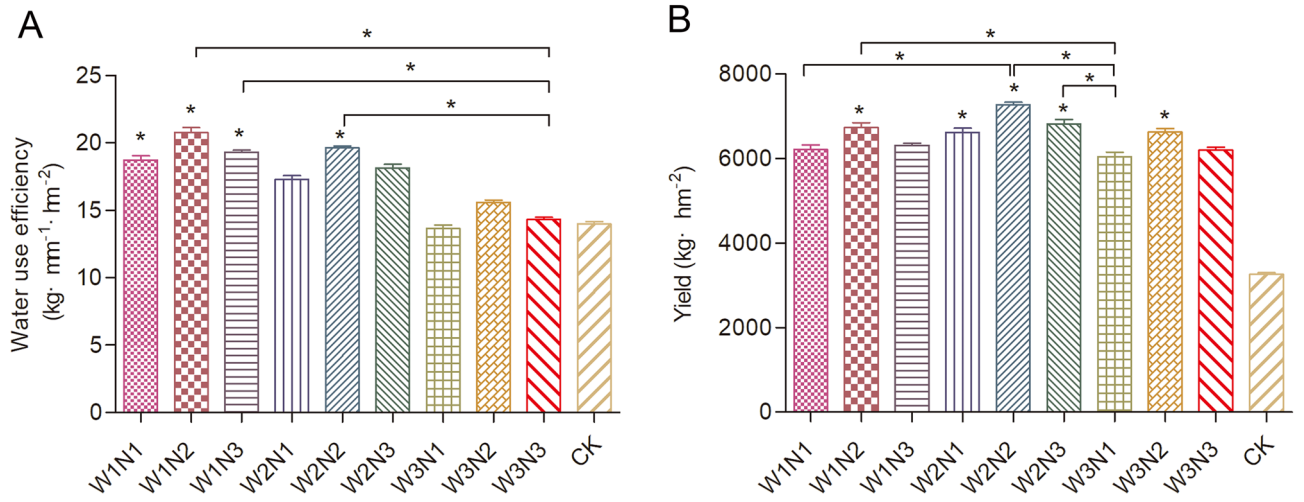 A
*
*
*
Water use efficiency
(kg· mm⁻¹· hm⁻²)
25
20
15
10
5
0
*
*
*
*
W1N1
W1N2
W1N3
W2N1
W2N2
W2N3
W3N1
W3N2
W3N3
CK
B
*
*
*
*
Yield (kg· hm⁻²)
8000
6000
4000
2000
0
*
*
*
*
*
W1N1
W1N2
W1N3
W2N1
W2N2
W2N3
W3N1
W3N2
W3N3
CK